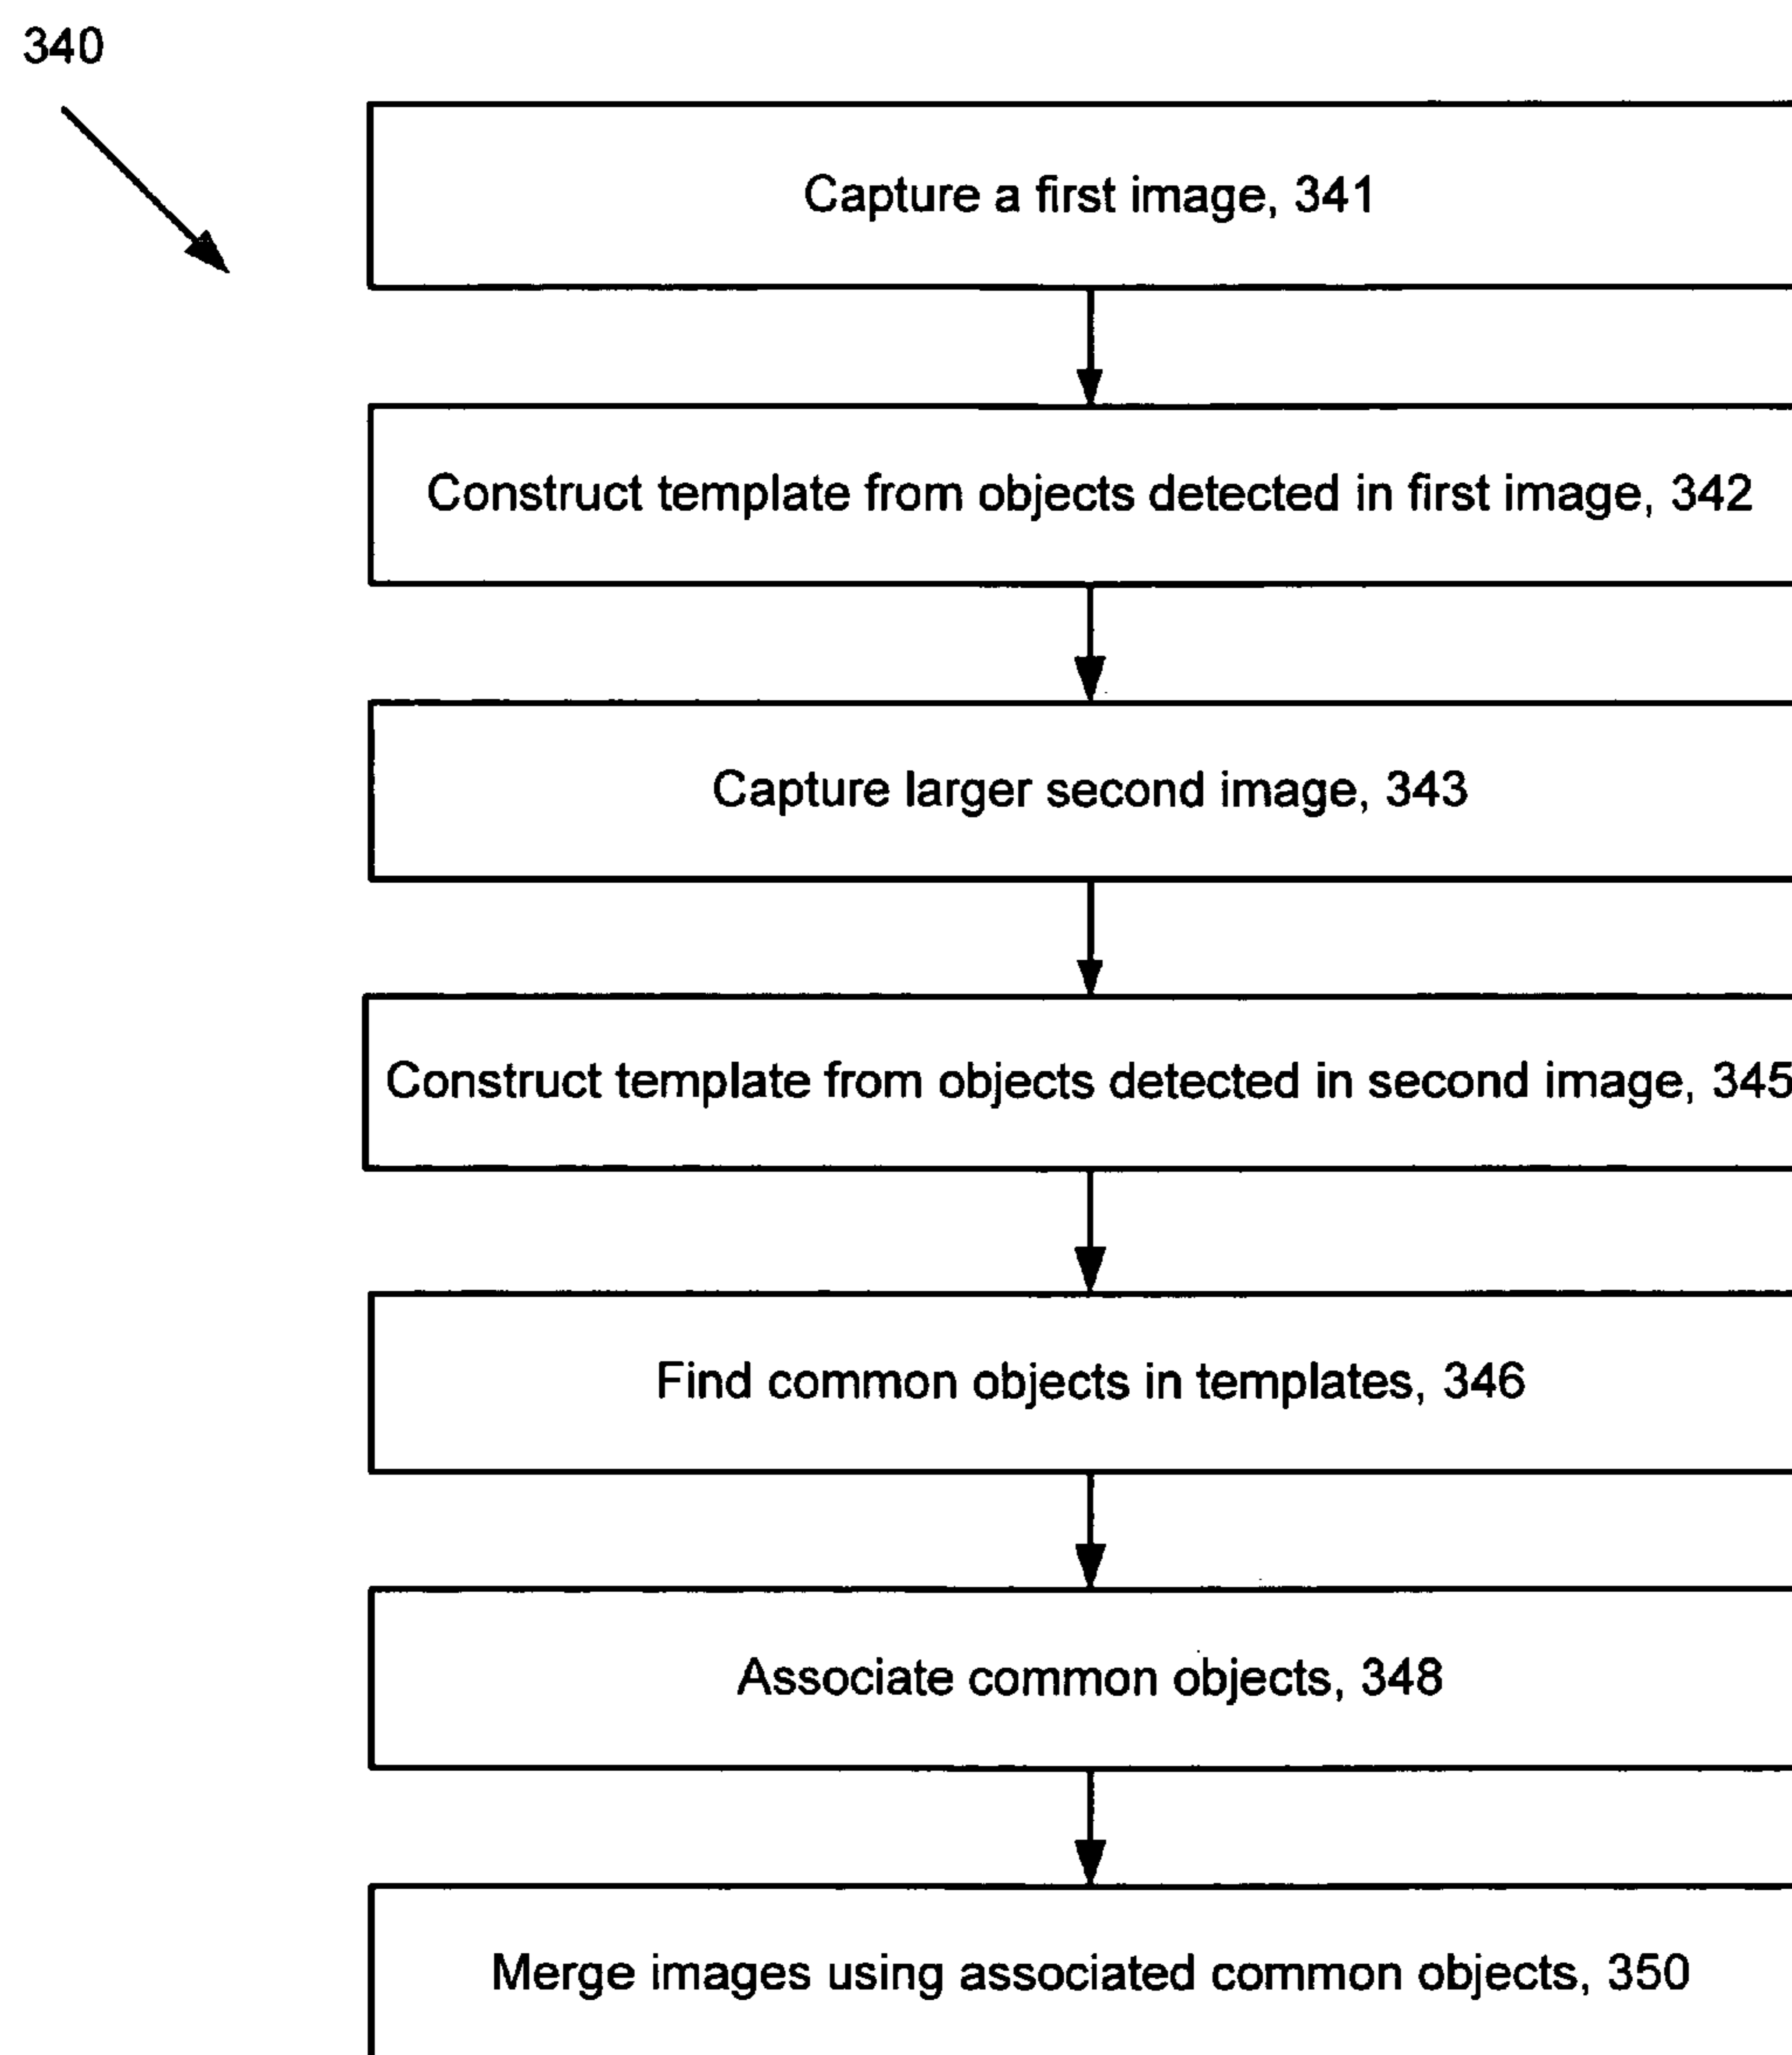 340
Capture a first image, 341
Construct template from objects detected in first image, 342
Capture larger second image, 343
Construct template from objects detected in second image, 345
Find common objects in templates, 346
Associate common objects, 348
Merge images using associated common objects, 350